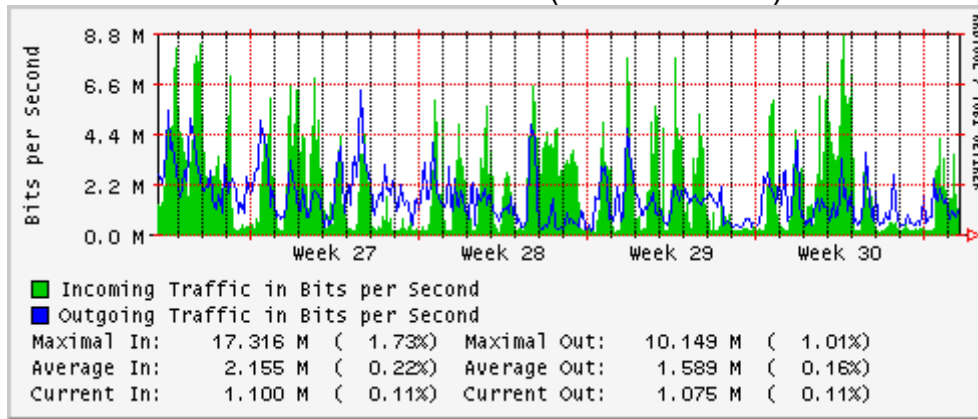 8.8 M
6.6 M
4.4 M
2.2 M
0.0 M
Bits per Second
Week 27 Week 28 Week 29 Week 30
Incoming Traffic in Bits per Second
Outgoing Traffic in Bits per Second
Maximal In: 17.316 M ( 1.73%) Maximal Out: 10.149 M ( 1.01%)
Average In: 2.155 M ( 0.22%) Average Out: 1.589 M ( 0.16%)
Current In: 1.100 M ( 0.11%) Current Out: 1.075 M ( 0.11%)